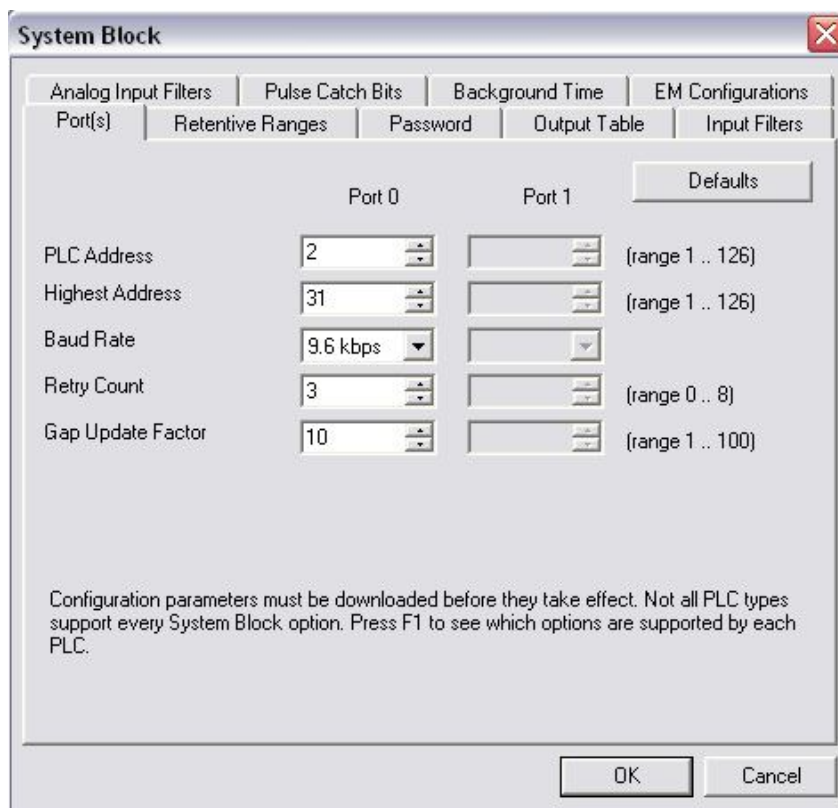 System Block
Analog Input Filters Pulse Catch Bits Background Time EM Configurations
Port(s) Retentive Ranges Password Output Table Input Filters
Port 0 Port 1 Defaults
PLC Address 2 (range 1 .. 126)
Highest Address 31 (range 1 .. 126)
Baud Rate 9.6 kbps
Retry Count 3 (range 0 .. 8)
Gap Update Factor 10 (range 1 .. 100)
Configuration parameters must be downloaded before they take effect. Not all PLC types
support every System Block option. Press F1 to see which options are supported by each
PLC.
OK Cancel